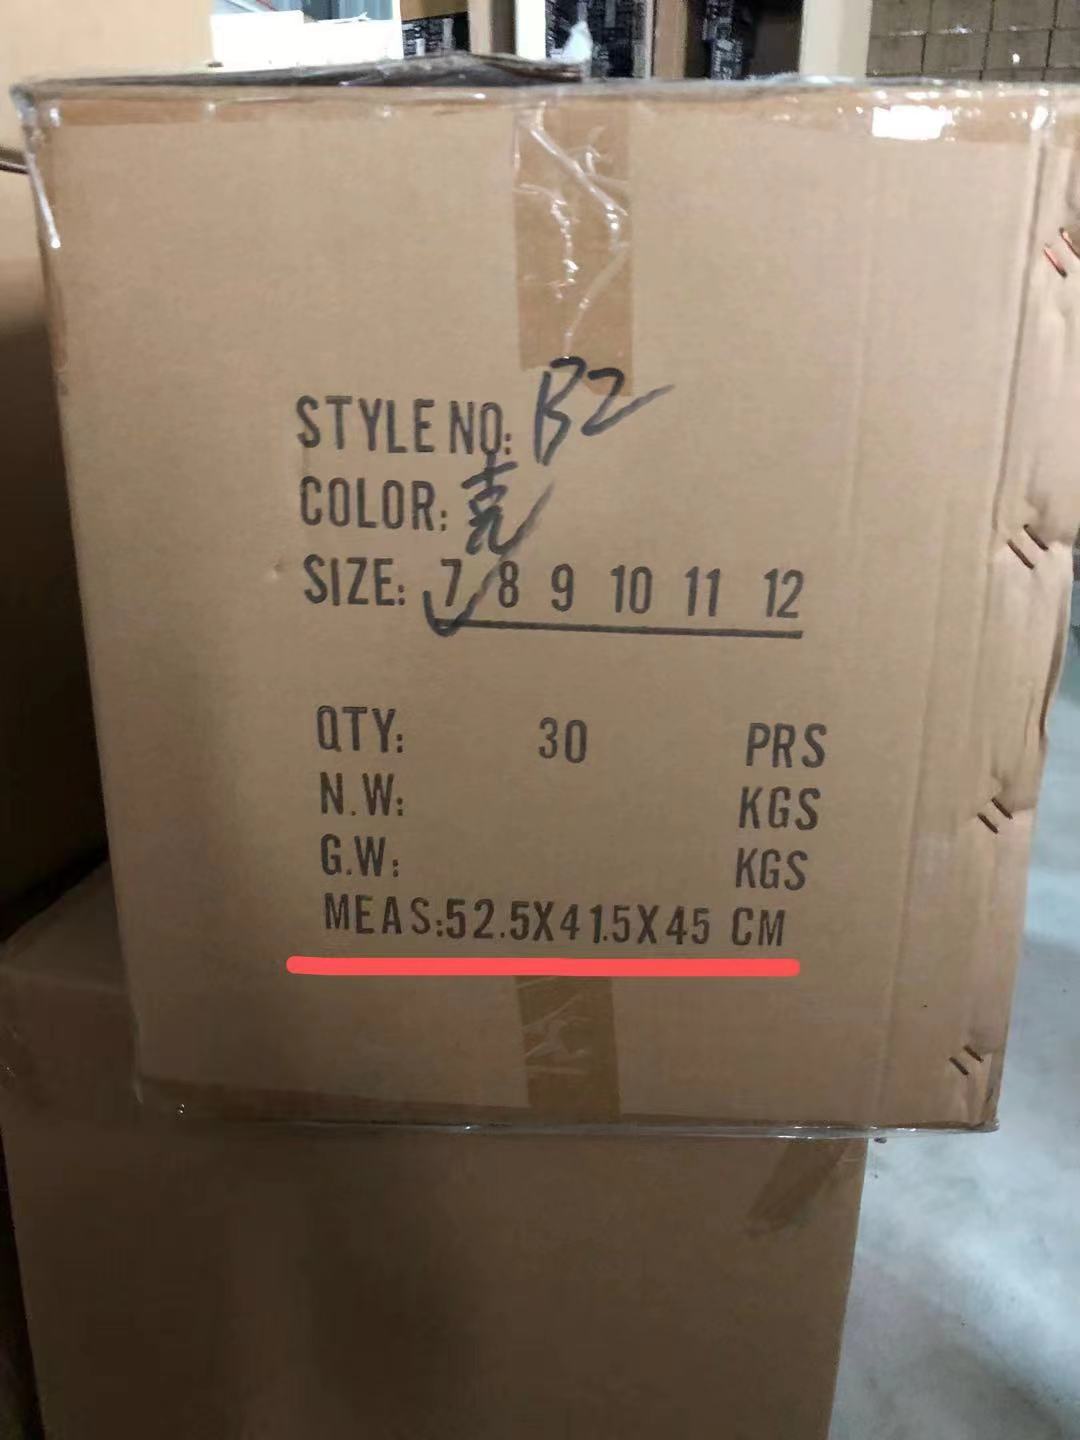 STYLE NO: B2
COLOR: 克
SIZE: 7 8 9 10 11 12
QTY: 30 PRS
N.W: KGS
G.W: KGS
MEAS:52.5X41.5X45 CM